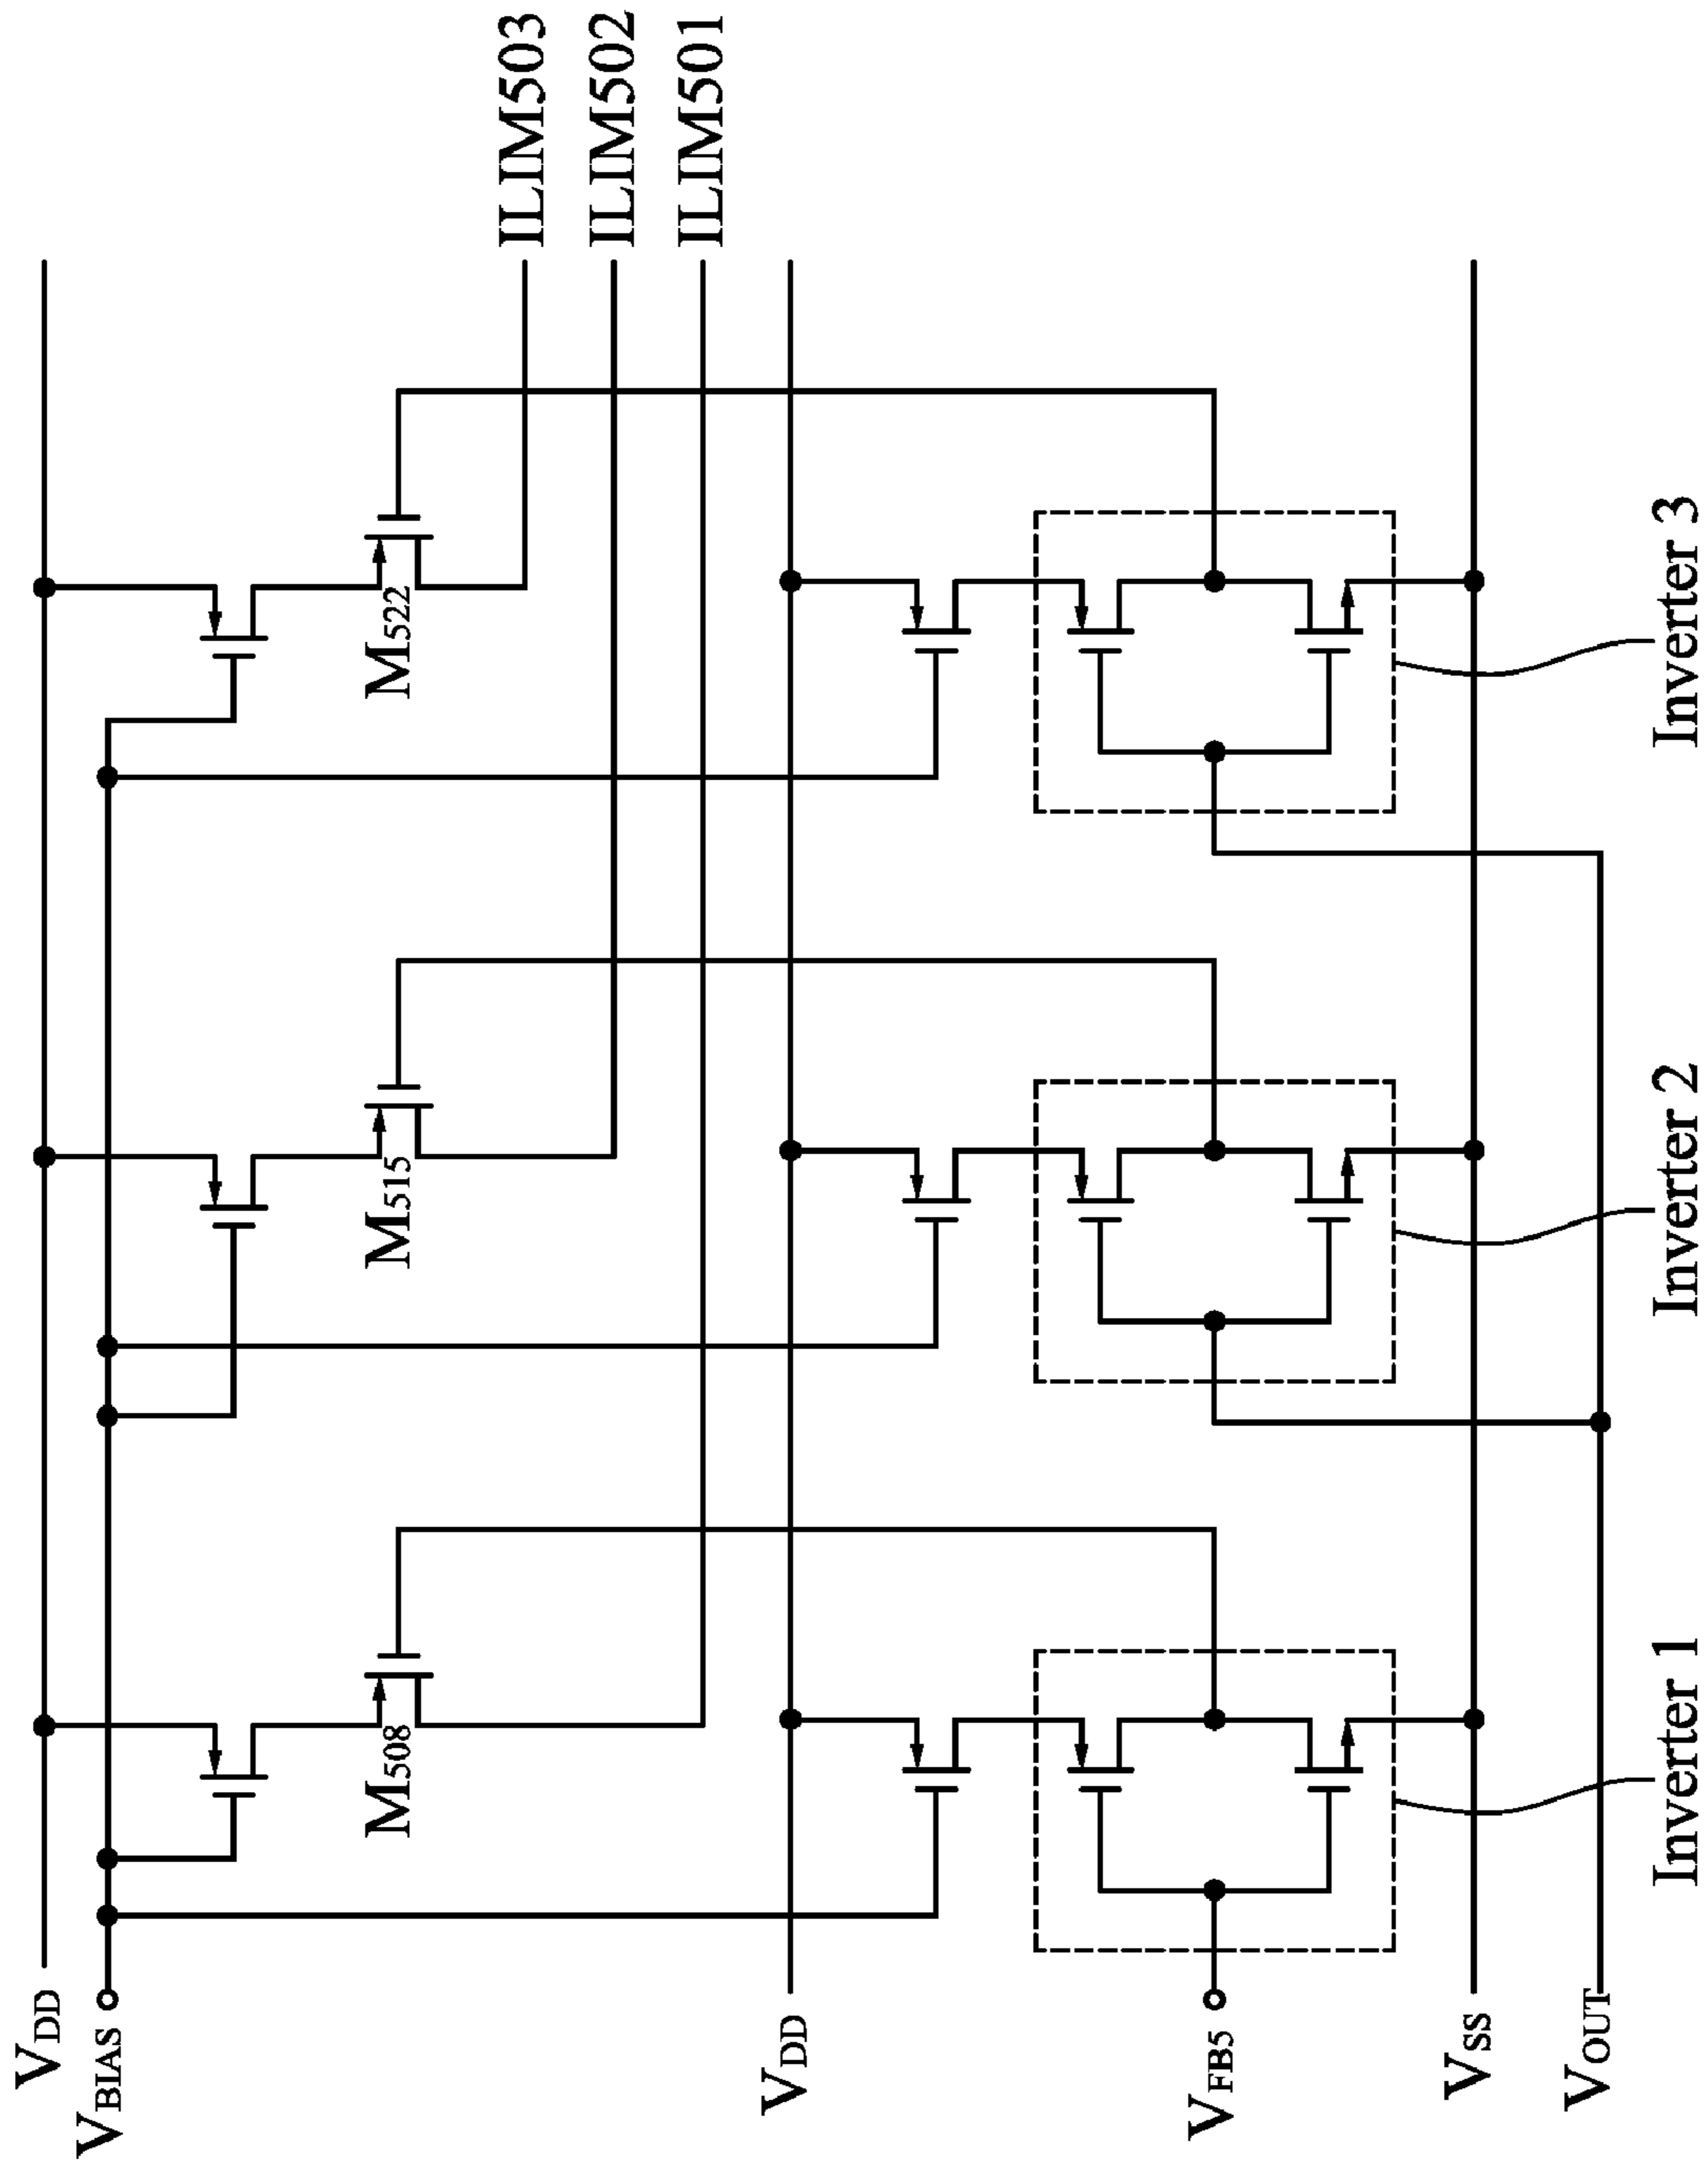 VDD
VBIAS
VDD
VFB5
VSS
VOUT
M508
M515
M522
ILIM503
ILIM502
ILIM501
Inverter 1
Inverter 2
Inverter 3